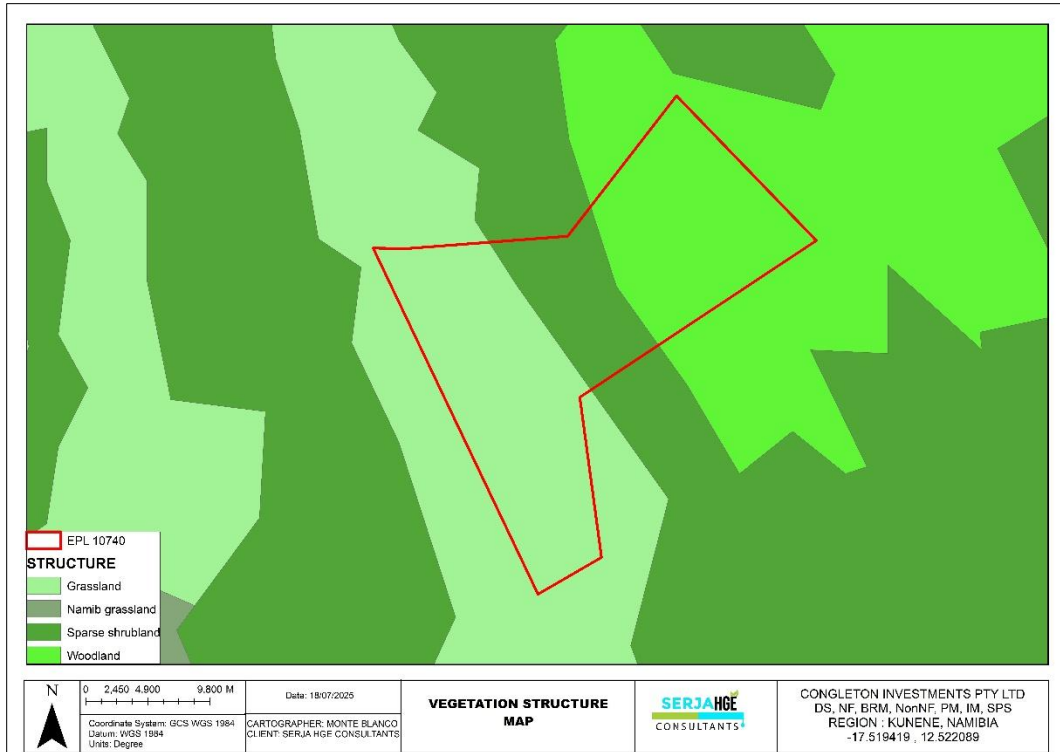 EPL 10740
STRUCTURE
Grassland
Namib grassland
Sparse shrubland
Woodland
N
0 2,450 4,900 9,800 M
Coordinate System: GCS WGS 1984
Datum: WGS 1984
Units: Degree
Date: 18/07/2025
CARTOGRAPHER: MONTE BLANCO
CLIENT: SERJA HGE CONSULTANTS
VEGETATION STRUCTURE
MAP
SERJAHGE
CONSULTANTS
CONGLETON INVESTMENTS PTY LTD
DS, NF, BRM, NonNF, PM, IM, SPS
REGION : KUNENE, NAMIBIA
-17.519419 , 12.522089